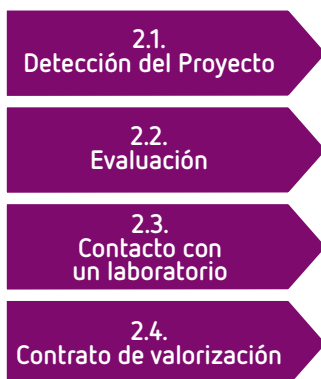 2.1.
Detección del Proyecto
2.2.
Evaluación
2.3.
Contacto con
un laboratorio
2.4.
Contrato de valorización